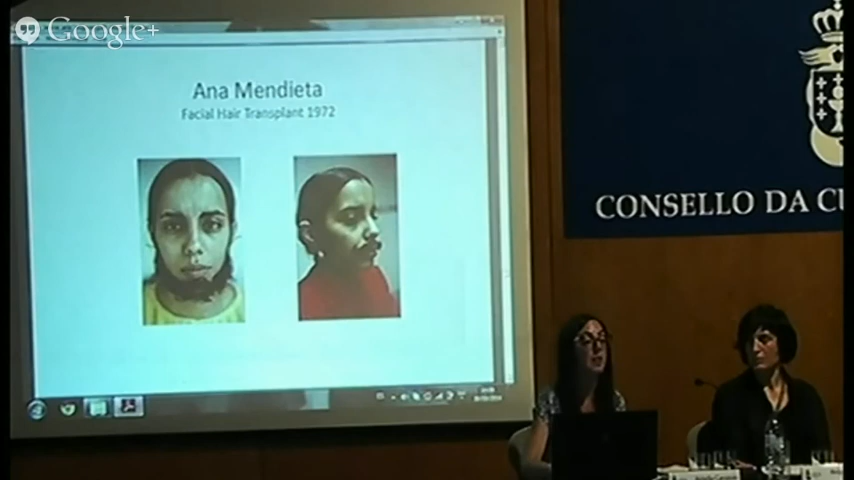 Google+
Ana Mendieta
Facial Hair Transplant 1972
CONSELLO DA CU